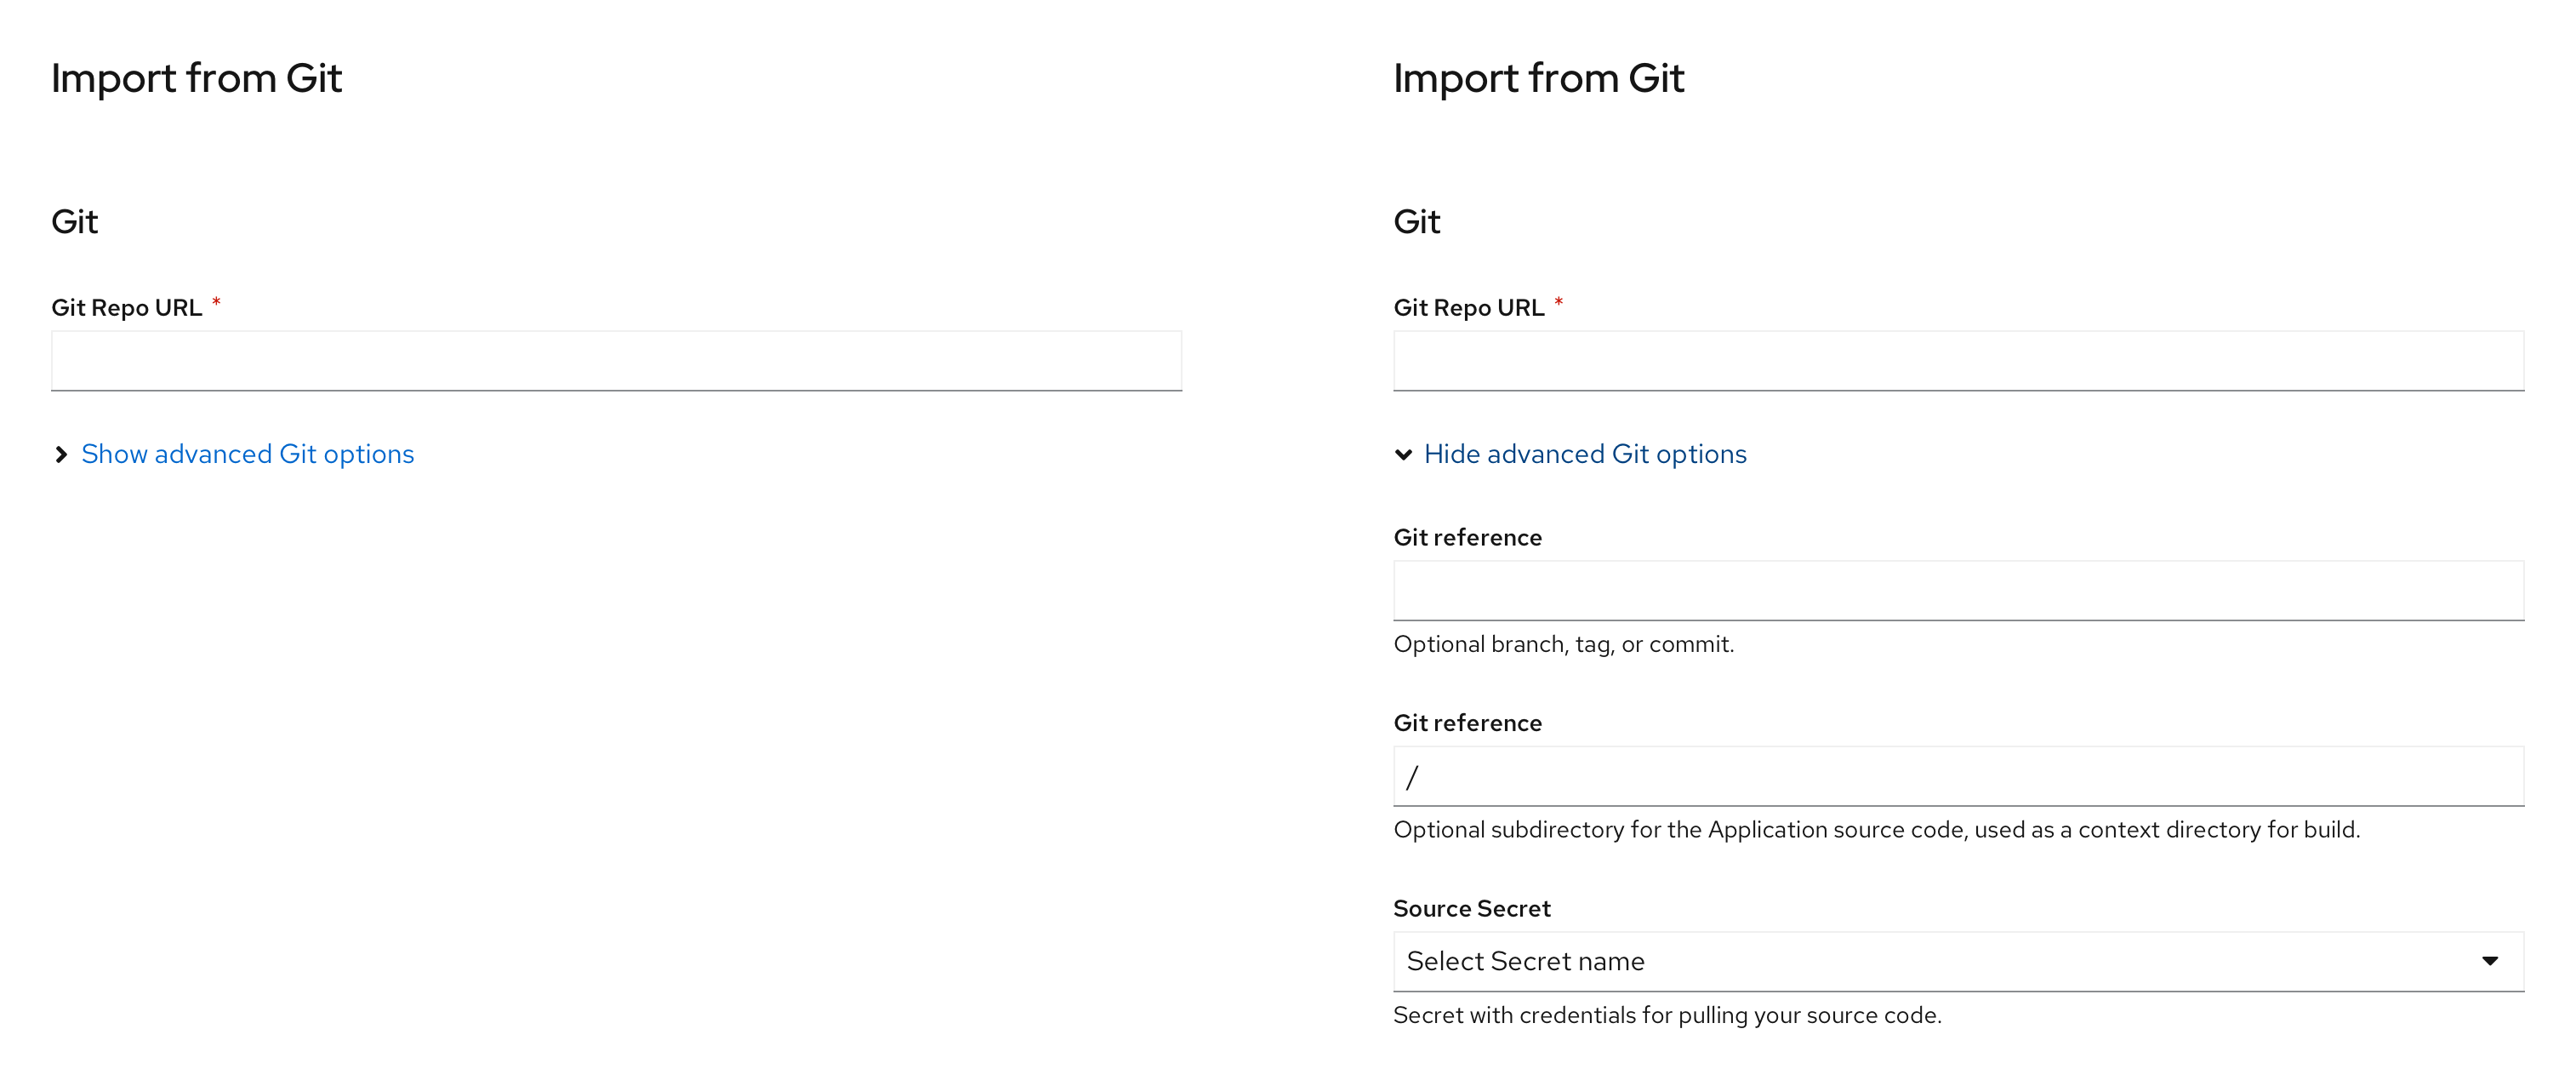 Import from Git
Git
Git Repo URL *
Show advanced Git options
Import from Git
Git
Git Repo URL *
Hide advanced Git options
Git reference
Optional branch, tag, or commit.
Git reference
/
Optional subdirectory for the Application source code, used as a context directory for build.
Source Secret
Select Secret name
Secret with credentials for pulling your source code.